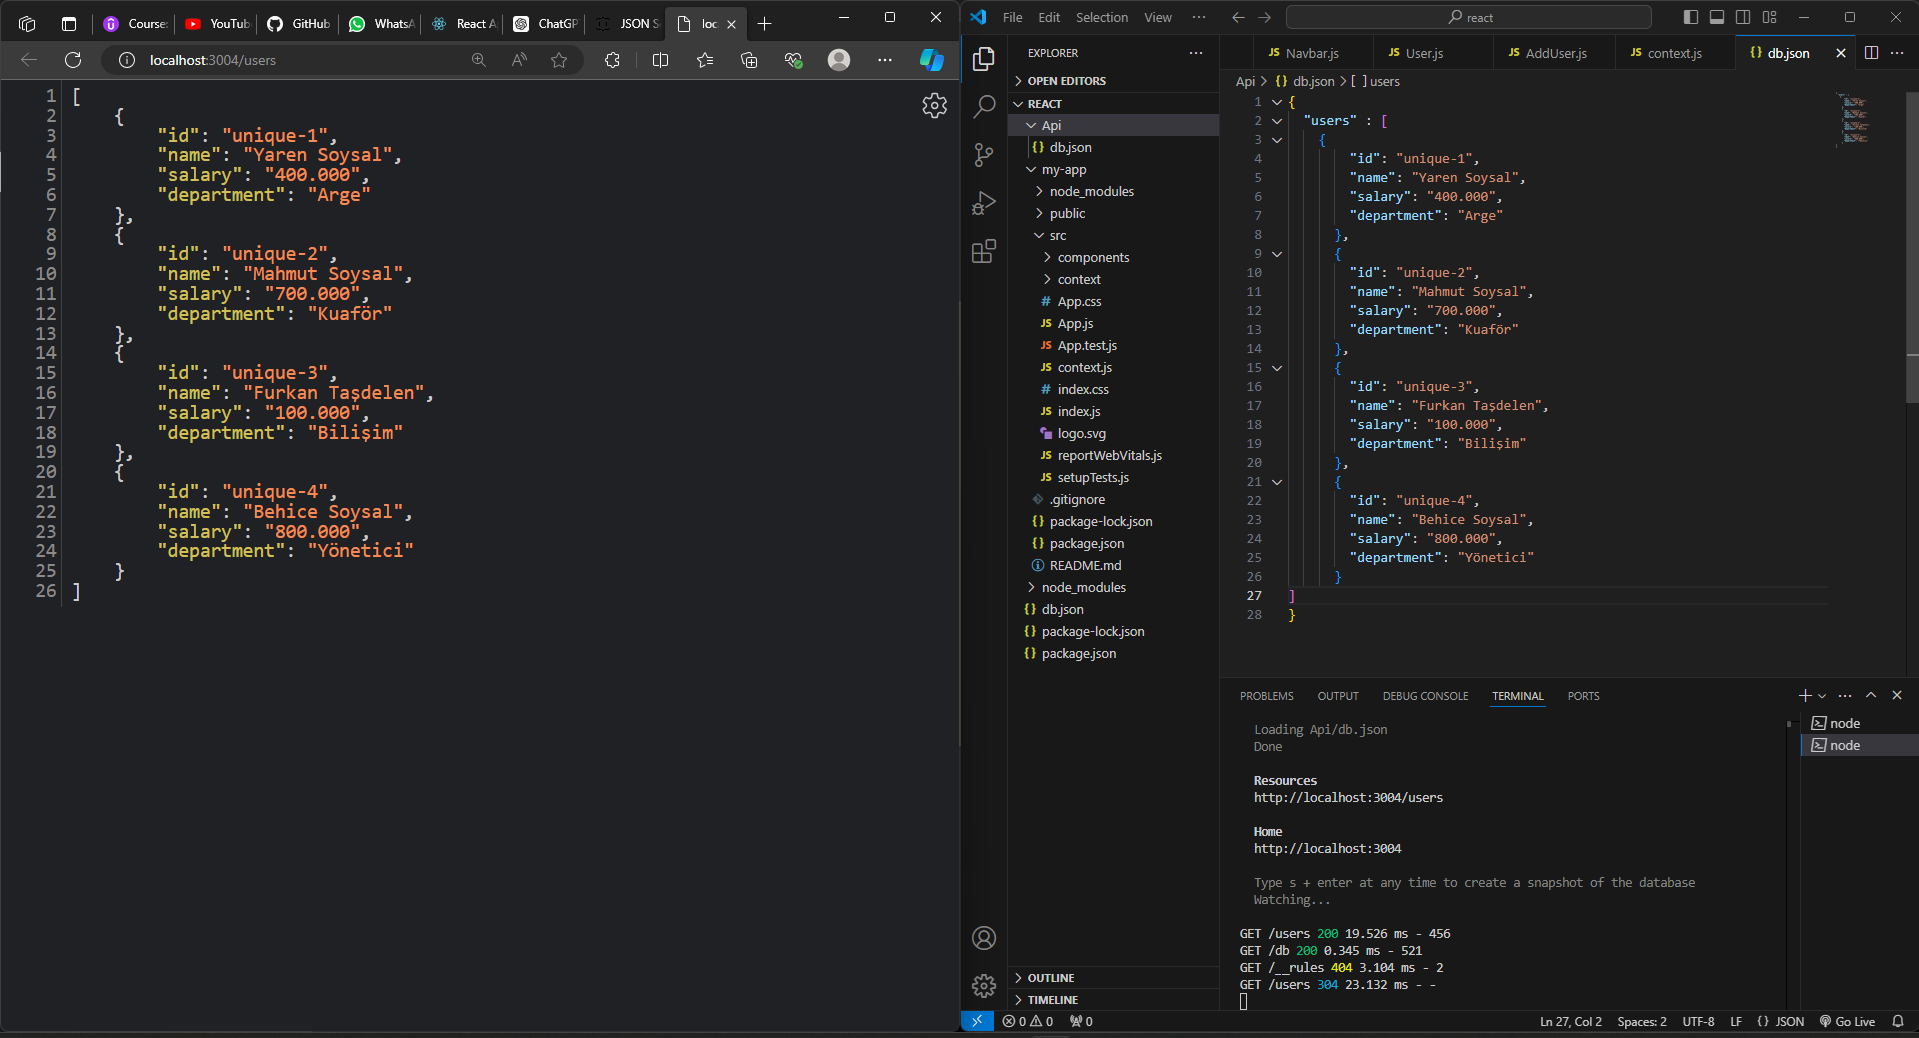 Course
YouTub
GitHub
WhatsA
React A
ChatGP
JSON S
loc
localhost:3004/users
1 [
2 {
3 "id": "unique-1",
4 "name": "Yaren Soysal",
5 "salary": "400.000",
6 "department": "Arge"
7 },
8 {
9 "id": "unique-2",
10 "name": "Mahmut Soysal",
11 "salary": "700.000",
12 "department": "Kuaför"
13 },
14 {
15 "id": "unique-3",
16 "name": "Furkan Taşdelen",
17 "salary": "100.000",
18 "department": "Bilişim"
19 },
20 {
21 "id": "unique-4",
22 "name": "Behice Soysal",
23 "salary": "800.000",
24 "department": "Yönetici"
25 }
26 ]
File Edit Selection View ···
react
EXPLORER
OPEN EDITORS
REACT
Api
{} db.json
my-app
node_modules
public
src
components
context
# App.css
JS App.js
JS App.test.js
JS context.js
# index.css
JS index.js
logo.svg
JS reportWebVitals.js
JS setupTests.js
.gitignore
{} package-lock.json
{} package.json
README.md
node_modules
{} db.json
{} package-lock.json
{} package.json
OUTLINE
TIMELINE
JS Navbar.js
JS User.js
JS AddUser.js
JS context.js
{} db.json
Api > {} db.json > [ ] users
1 {
2 "users" : [
3 {
4 "id": "unique-1",
5 "name": "Yaren Soysal",
6 "salary": "400.000",
7 "department": "Arge"
8 },
9 {
10 "id": "unique-2",
11 "name": "Mahmut Soysal",
12 "salary": "700.000",
13 "department": "Kuaför"
14 },
15 {
16 "id": "unique-3",
17 "name": "Furkan Taşdelen",
18 "salary": "100.000",
19 "department": "Bilişim"
20 },
21 {
22 "id": "unique-4",
23 "name": "Behice Soysal",
24 "salary": "800.000",
25 "department": "Yönetici"
26 }
27 ]
28 }
PROBLEMS OUTPUT DEBUG CONSOLE TERMINAL PORTS
Loading Api/db.json
Done
Resources
http://localhost:3004/users
Home
http://localhost:3004
Type s + enter at any time to create a snapshot of the database
Watching...
GET /users 200 19.526 ms - 456
GET /db 200 0.345 ms - 521
GET /__rules 404 3.104 ms - 2
GET /users 304 23.132 ms - -
node
node
0 0 0
Ln 27, Col 2 Spaces: 2 UTF-8 LF {} JSON Go Live